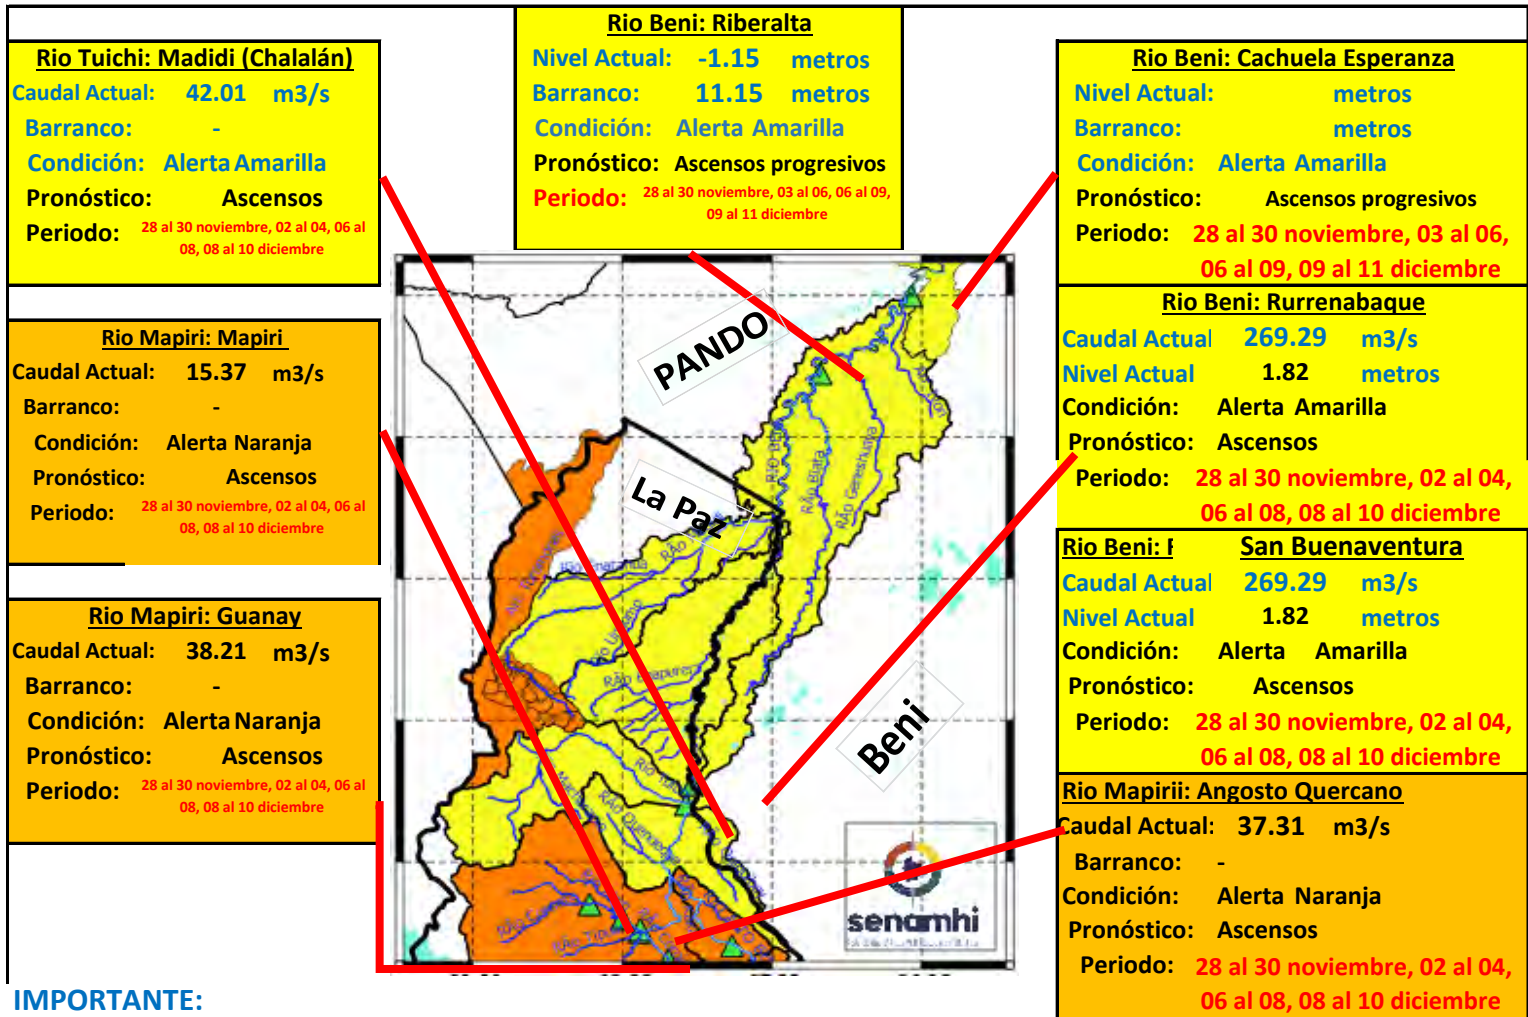 Rio Tuichi: Madidi (Chalalán)
Caudal Actual: 42.01 m3/s
Barranco: -
Condición: Alerta Amarilla
Pronóstico: Ascensos
Periodo: 28 al 30 noviembre, 02 al 04, 06 al
08, 08 al 10 diciembre
Rio Mapiri: Mapiri
Caudal Actual: 15.37 m3/s
Barranco: -
Condición: Alerta Naranja
Pronóstico: Ascensos
Periodo: 28 al 30 noviembre, 02 al 04, 06 al
08, 08 al 10 diciembre
Rio Mapiri: Guanay
Caudal Actual: 38.21 m3/s
Barranco: -
Condición: Alerta Naranja
Pronóstico: Ascensos
Periodo: 28 al 30 noviembre, 02 al 04, 06 al
08, 08 al 10 diciembre
Rio Beni: Riberalta
Nivel Actual: -1.15 metros
Barranco: 11.15 metros
Condición: Alerta Amarilla
Pronóstico: Ascensos progresivos
Periodo: 28 al 30 noviembre, 03 al 06, 06 al 09,
09 al 11 diciembre
PANDO
La Paz
Beni
RÃo Biata
RÃo Gereshuiya
senamhi
Rio Beni: Cachuela Esperanza
Nivel Actual: metros
Barranco: metros
Condición: Alerta Amarilla
Pronóstico: Ascensos progresivos
Periodo: 28 al 30 noviembre, 03 al 06,
06 al 09, 09 al 11 diciembre
Rio Beni: Rurrenabaque
Caudal Actual 269.29 m3/s
Nivel Actual 1.82 metros
Condición: Alerta Amarilla
Pronóstico: Ascensos
Periodo: 28 al 30 noviembre, 02 al 04,
06 al 08, 08 al 10 diciembre
Rio Beni: San Buenaventura
Caudal Actual 269.29 m3/s
Nivel Actual 1.82 metros
Condición: Alerta Amarilla
Pronóstico: Ascensos
Periodo: 28 al 30 noviembre, 02 al 04,
06 al 08, 08 al 10 diciembre
Rio Mapirii: Angosto Quercano
Caudal Actual: 37.31 m3/s
Barranco: -
Condición: Alerta Naranja
Pronóstico: Ascensos
Periodo: 28 al 30 noviembre, 02 al 04,
06 al 08, 08 al 10 diciembre
IMPORTANTE: